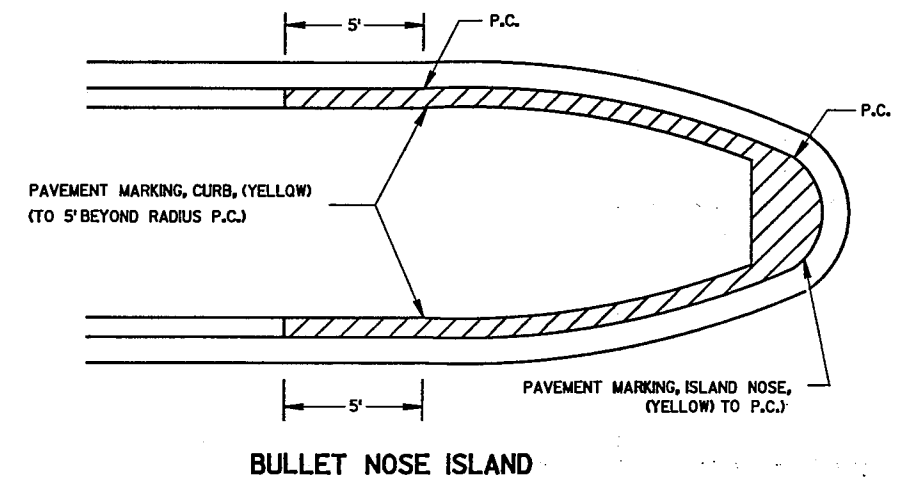 5'
P.C.
P.C.
PAVEMENT MARKING, CURB, (YELLOW)
(TO 5' BEYOND RADIUS P.C.)
PAVEMENT MARKING, ISLAND NOSE,
(YELLOW) TO P.C.)
5'
BULLET NOSE ISLAND